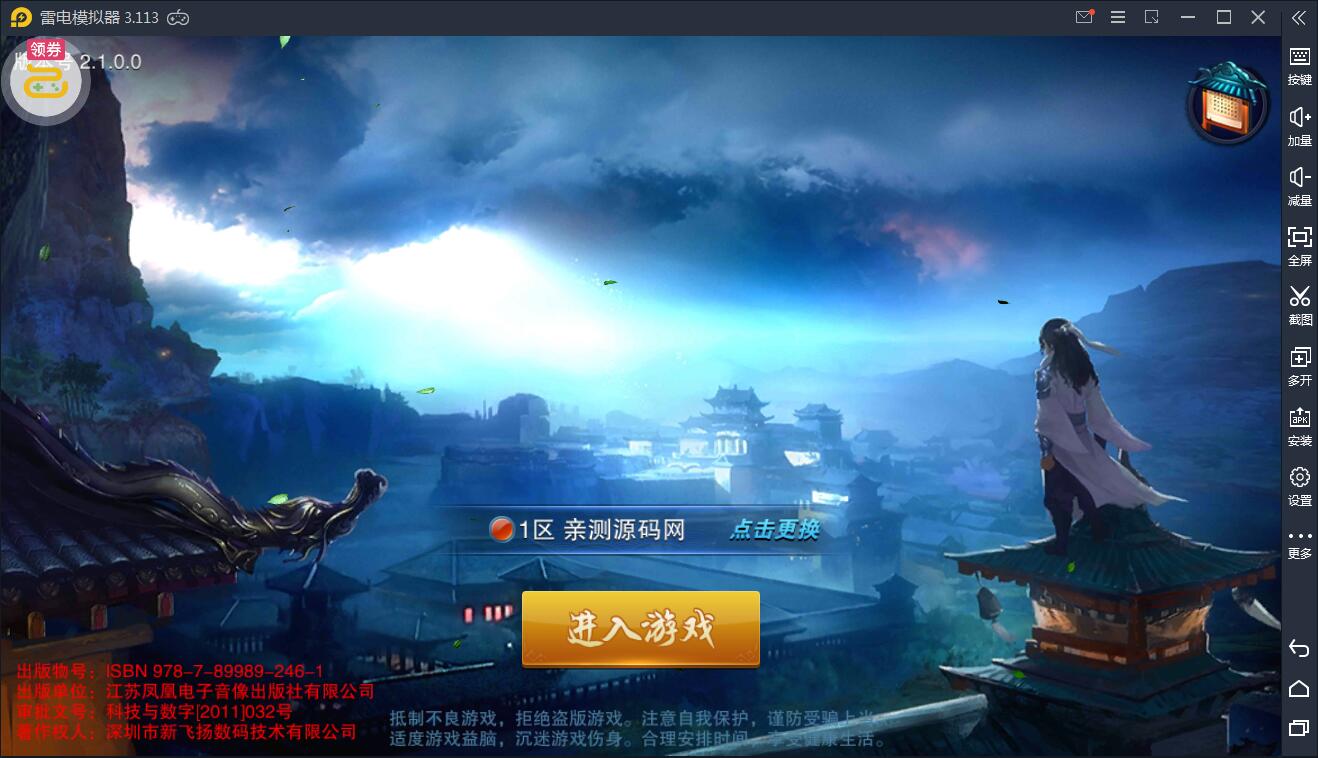 雷电模拟器 3.113
领券
2.1.0.0
按键
加量
减量
全屏
截图
多开
APK
安装
设置
更多
1区 亲测源码网 点击更换
进入游戏
出版物号：ISBN 978-7-89989-246-1
出版单位：江苏凤凰电子音像出版社有限公司
审批文号：科技与数字[2011]032号
著作权人：深圳市新飞扬数码技术有限公司
抵制不良游戏，拒绝盗版游戏。注意自我保护，谨防受骗上当。
适度游戏益脑，沉迷游戏伤身。合理安排时间，享受健康生活。